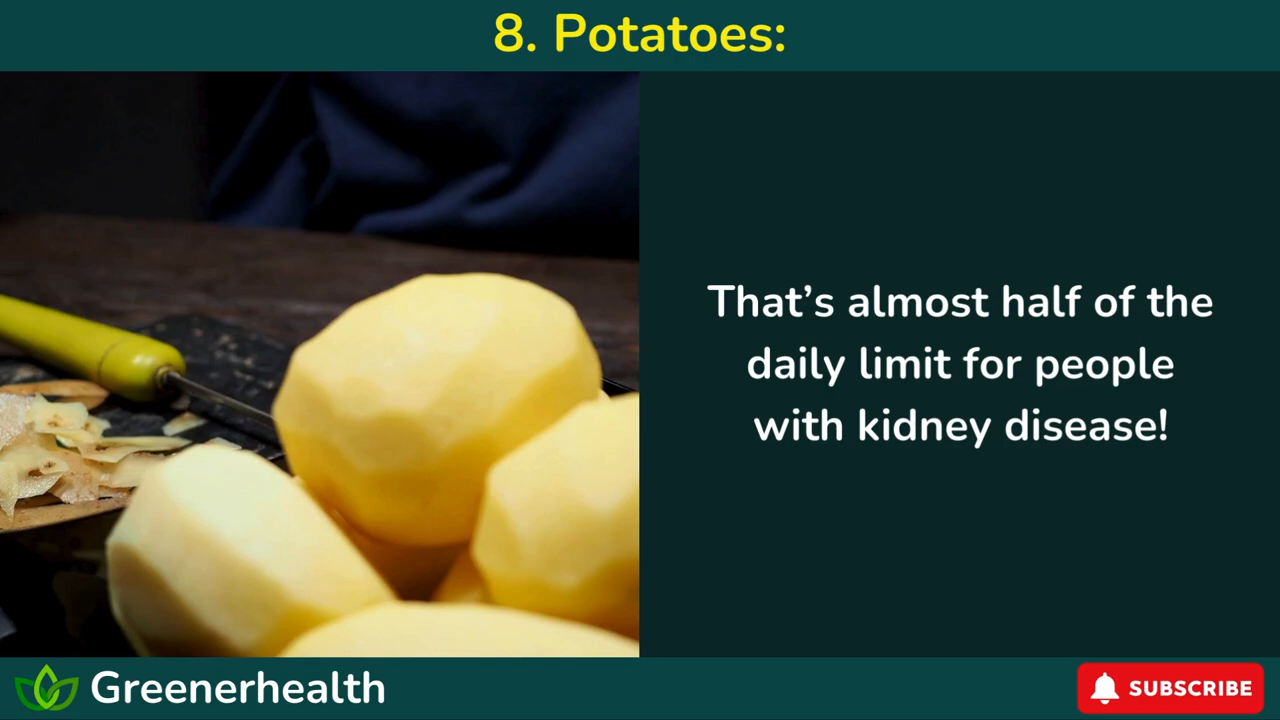 8. Potatoes:
That’s almost half of the
daily limit for people
with kidney disease!
Greenerhealth
SUBSCRIBE